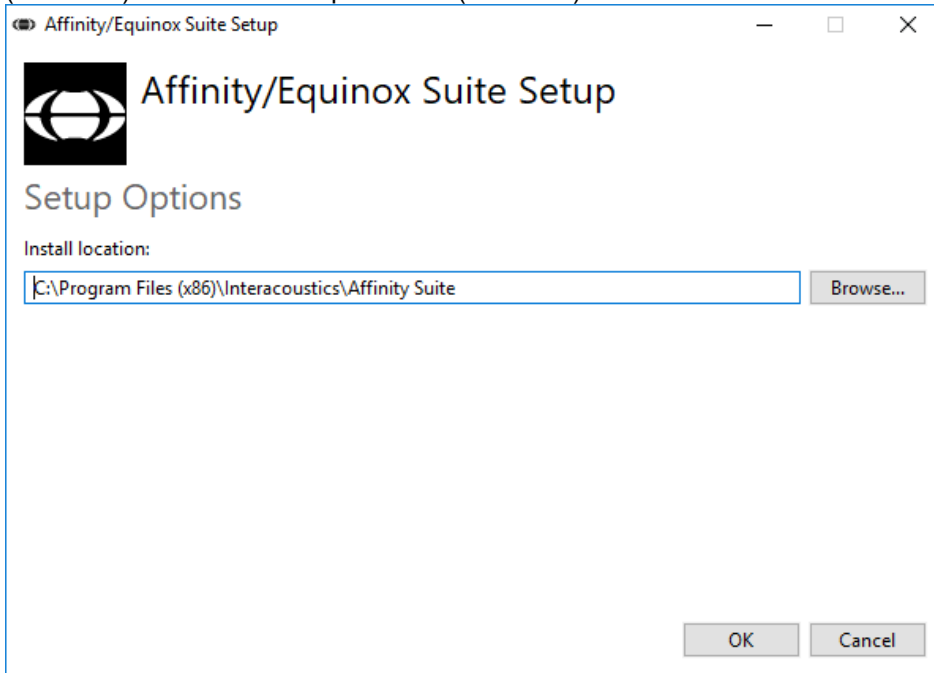 Affinity/Equinox Suite Setup
Affinity/Equinox Suite Setup
Setup Options
Install location:
C:\Program Files (x86)\Interacoustics\Affinity Suite
Browse...
OK
Cancel